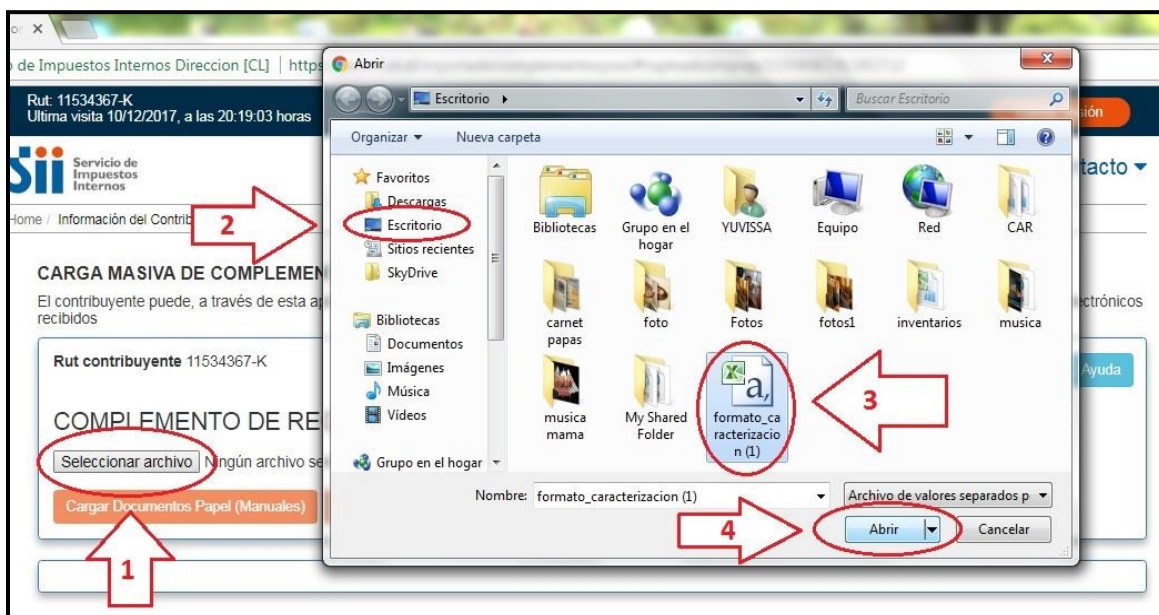 or
de Impuestos Internos Direccion [CL] | https
Rut: 11534367-K
Ultima visita 10/12/2017, a las 20:19:03 horas
sión
sii Servicio de
Impuestos
Internos
tacto
Home / Información del Contrib
2
CARGA MASIVA DE COMPLEMEN
El contribuyente puede, a través de esta ap
ectrónicos
recibidos
Rut contribuyente 11534367-K
Ayuda
COMPLEMENTO DE RE
Seleccionar archivo Ningún archivo se
Cargar Documentos Papel (Manuales)
1
Abrir
Escritorio
Buscar Escritorio
Organizar Nueva carpeta
Favoritos
Descargas
Escritorio
Sitios recientes
SkyDrive
Bibliotecas
Documentos
Imágenes
Música
Vídeos
Grupo en el hogar
Bibliotecas
Grupo en el
hogar
YUVISSA
Equipo
Red
CAR
carnet
papas
foto
Fotos
fotos1
inventarios
musica
musica
mama
My Shared
Folder
a,
formato_ca
racterizacio
n (1)
3
Nombre: formato_caracterizacion (1)
Archivo de valores separados p
4
Abrir
Cancelar